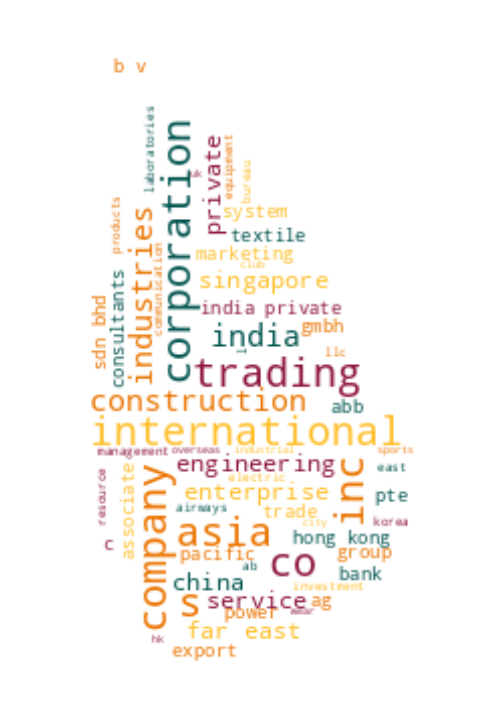 b v
laboratories
corporation
private
uk
equipment
bureau
products
industries
system
textile
communication
marketing
club
consultants
singapore
sdn bhd
india private
gmbh
india
llc
trading
construction
abb
international
management
overseas
industrial
sports
engineering
east
company
associate
resource
electric
inc
enterprise
pte
airways
trade
city
korea
asia
hong kong
c
pacific
group
co
ab
bank
china
investment
s
service
ag
power
far east
hk
export